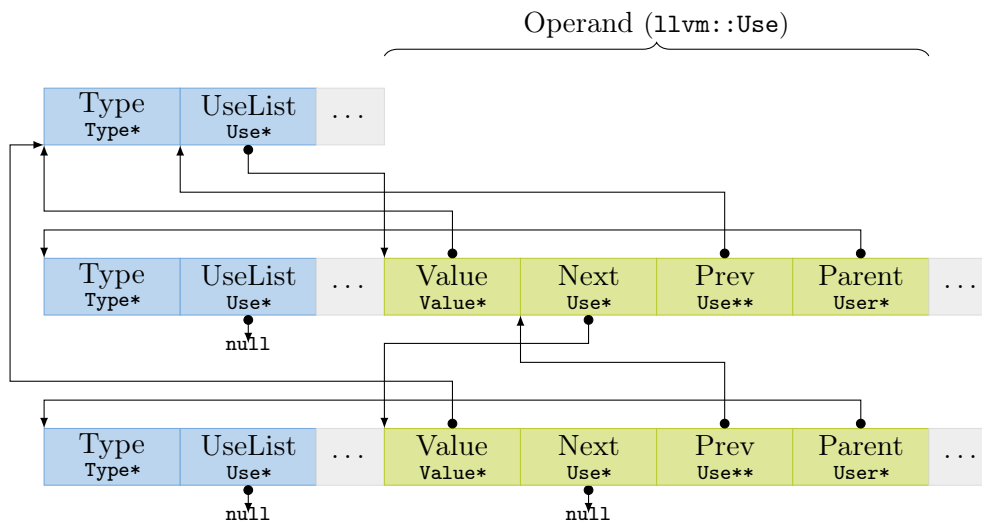 Operand (llvm::Use)
Type UseList ...
Type* Use*
Type UseList ... Value Next Prev Parent ...
Type* Use* Value* Use* Use** User*
null
Type UseList ... Value Next Prev Parent ...
Type* Use* Value* Use* Use** User*
null null